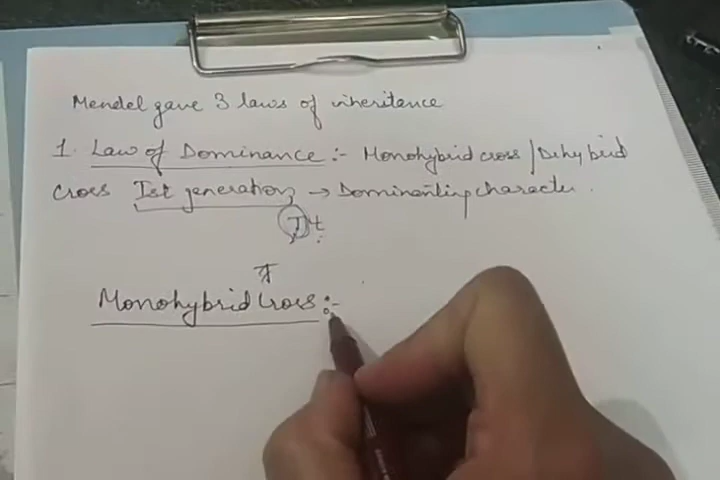 Mendel gave 3 laws of inheritance
1. Law of Dominance :- Monohybrid cross / Dihybrid
cross Ist generation → Dominanting character.
Tt
Monohybrid Cross :-